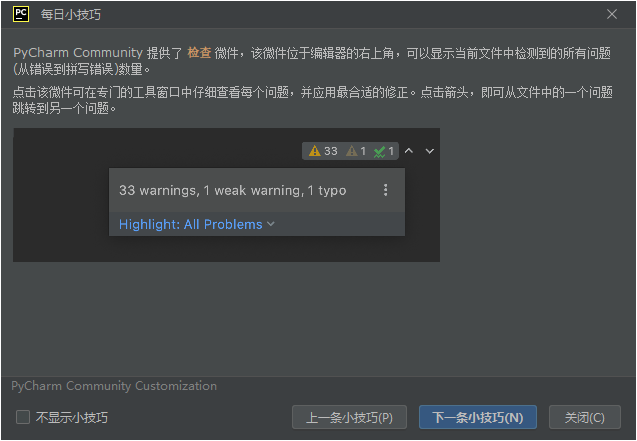 PC 每日小技巧
PyCharm Community 提供了 检查 微件，该微件位于编辑器的右上角，可以显示当前文件中检测到的所有问题
(从错误到拼写错误)数量。
点击该微件可在专门的工具窗口中仔细查看每个问题，并应用最合适的修正。点击箭头，即可从文件中的一个问题
跳转到另一个问题。
33 1 1
33 warnings, 1 weak warning, 1 typo
Highlight: All Problems
PyCharm Community Customization
不显示小技巧 上一条小技巧(P) 下一条小技巧(N) 关闭(C)